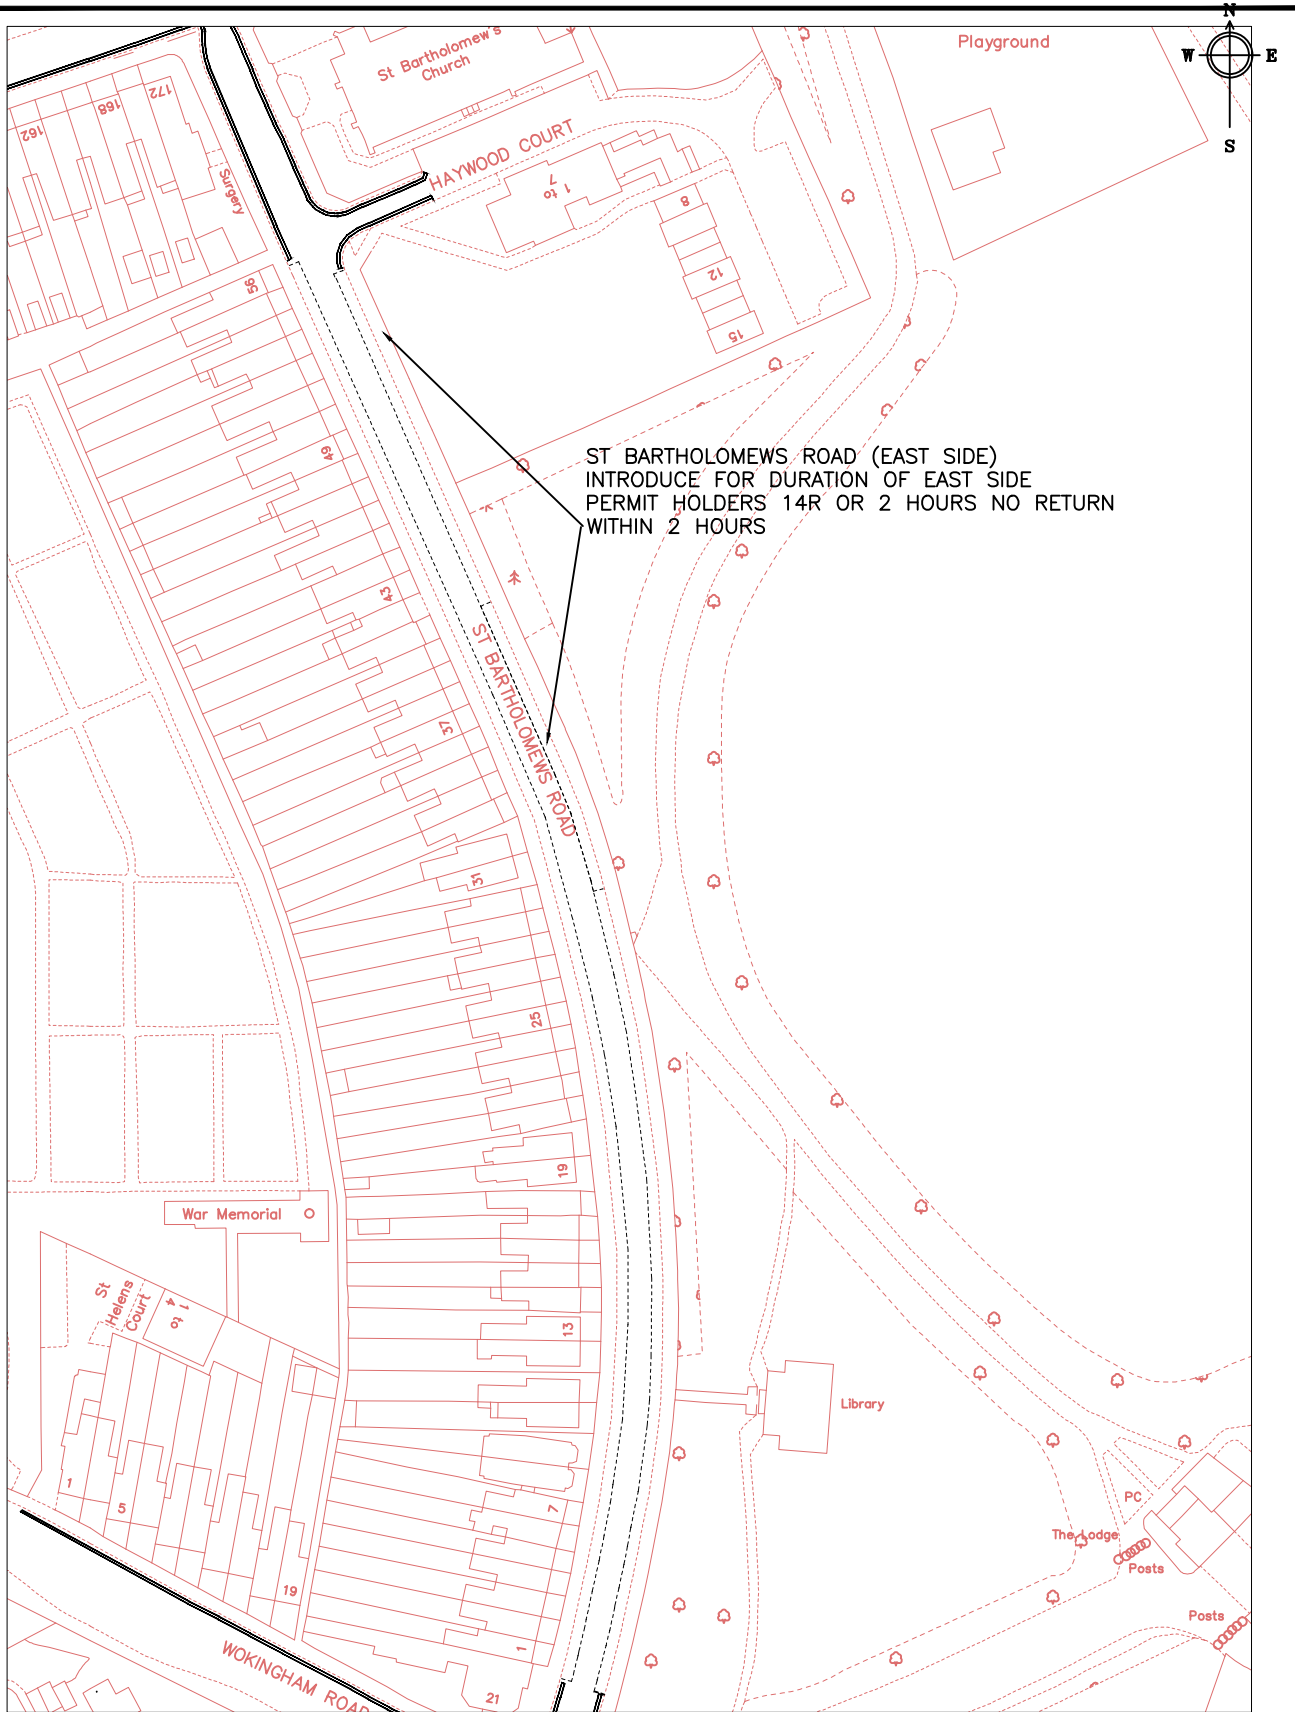 N
W E
S
Playground
St Bartholomew's
Church
162
168
172
Surgery
HAYWOOD COURT
1 to
7
8
12
15
56
49
ST BARTHOLOMEWS ROAD (EAST SIDE)
INTRODUCE FOR DURATION OF EAST SIDE
PERMIT HOLDERS 14R OR 2 HOURS NO RETURN
WITHIN 2 HOURS
43
ST BARTHOLOMEWS ROAD
37
31
25
19
War Memorial
St
Helens
Court
1 to
4
13
Library
1
5
7
PC
The Lodge
Posts
19
Posts
1
WOKINGHAM ROAD
21